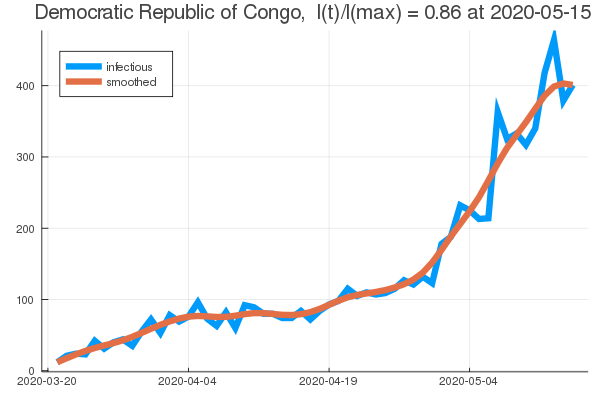 Democratic Republic of Congo, I(t)/I(max) = 0.86 at 2020-05-15
infectious
smoothed
400
300
200
100
0
2020-03-20 2020-04-04 2020-04-19 2020-05-04